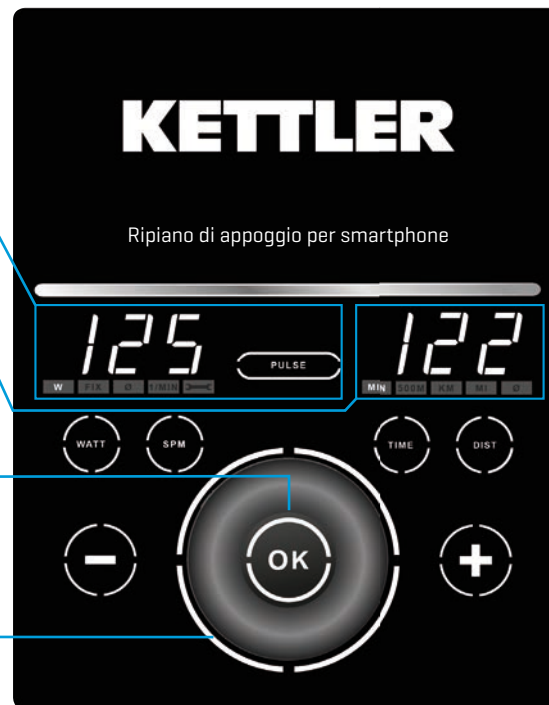 KETTLER
Ripiano di appoggio per smartphone
125 PULSE 122
W FIX Ø 1/MIN MIN 500M KM MI Ø
WATT SPM TIME DIST
- OK +